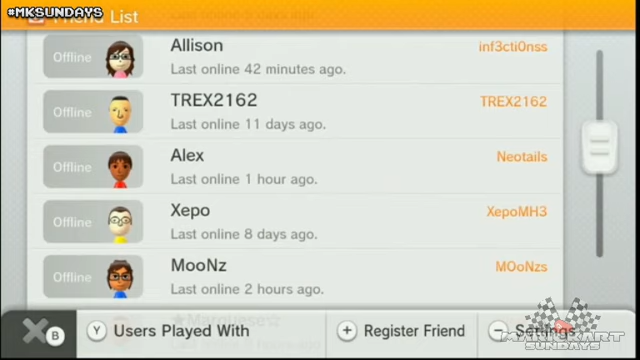 #MKSUNDAYS
Friend List
Offline
Allison
inf3cti0nss
Last online 42 minutes ago.
Offline
TREX2162
TREX2162
Last online 11 days ago.
Offline
Alex
Neotails
Last online 1 hour ago.
Offline
Xepo
XepoMH3
Last online 8 days ago.
Offline
MooNz
MOoNzs
Last online 2 hours ago.
★Marquase☆
B
Y Users Played With
+ Register Friend
− Settings
MARIO KART
SUNDAYS